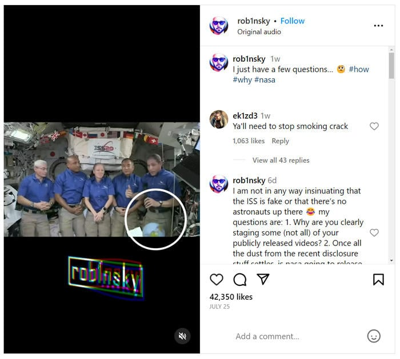 rob1nsky • Follow
Original audio
rob1nsky 1w
I just have a few questions... 🤔 #how
#why #nasa
ek1zd3 1w
Ya'll need to stop smoking crack
1,063 likes Reply
View all 43 replies
rob1nsky 6d
I am not in any way insinuating that
the ISS is fake or that there's no
astronauts up there 😂 my
questions are: 1. Why are you clearly
staging some (not all) of your
publicly released videos? 2. Once all
the dust from the recent disclosure
stuff settles, is nasa going to release
rob1nsky
42,350 likes
JULY 25
Add a comment...